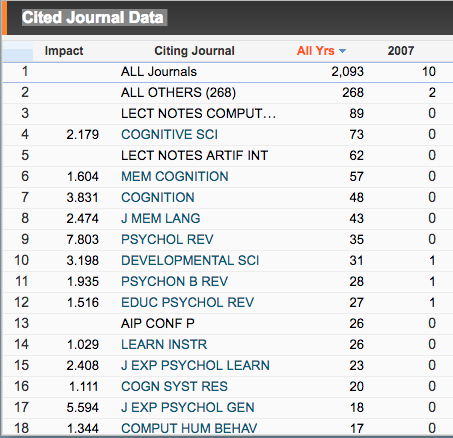 Cited Journal Data
Impact Citing Journal All Yrs 2007
1 ALL Journals 2,093 10
2 ALL OTHERS (268) 268 2
3 LECT NOTES COMPUT... 89 0
4 2.179 COGNITIVE SCI 73 0
5 LECT NOTES ARTIF INT 62 0
6 1.604 MEM COGNITION 57 0
7 3.831 COGNITION 48 0
8 2.474 J MEM LANG 43 0
9 7.803 PSYCHOL REV 35 0
10 3.198 DEVELOPMENTAL SCI 31 1
11 1.935 PSYCHON B REV 28 1
12 1.516 EDUC PSYCHOL REV 27 1
13 AIP CONF P 26 0
14 1.029 LEARN INSTR 26 0
15 2.408 J EXP PSYCHOL LEARN 23 0
16 1.111 COGN SYST RES 20 0
17 5.594 J EXP PSYCHOL GEN 18 0
18 1.344 COMPUT HUM BEHAV 17 0